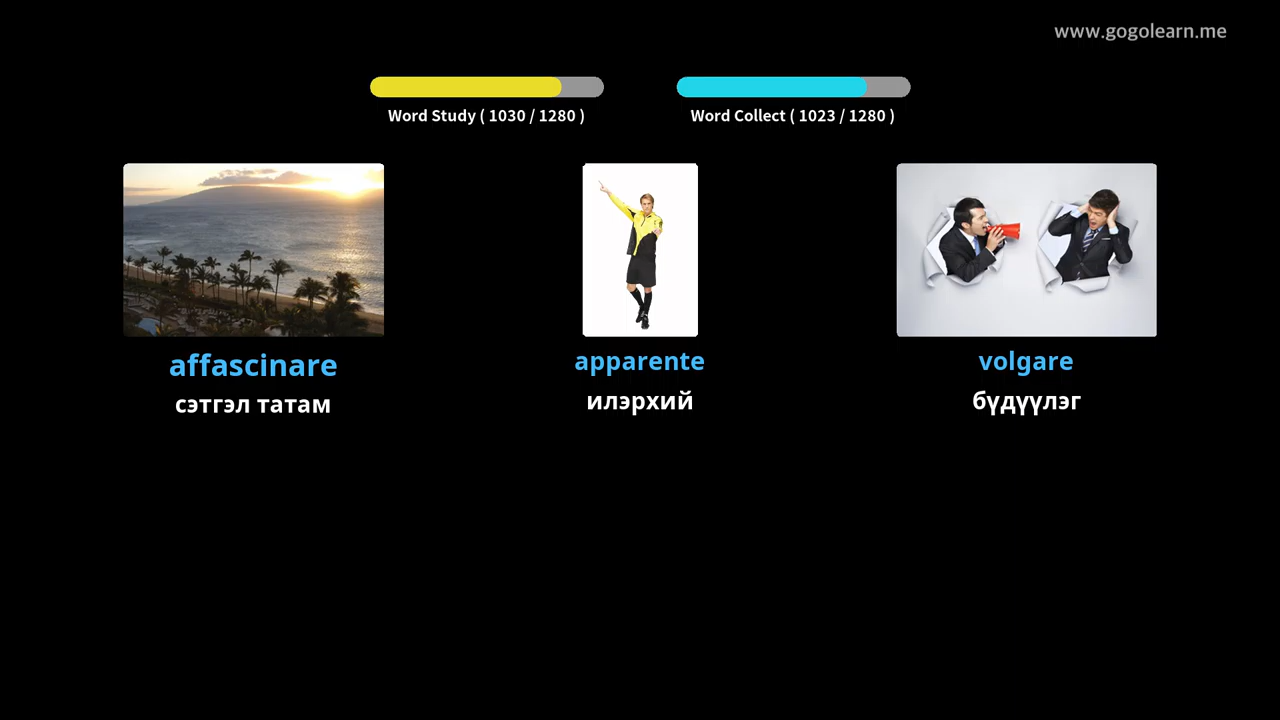 www.gogolearn.me
Word Study ( 1030 / 1280 )
Word Collect ( 1023 / 1280 )
affascinare
сэтгэл татам
apparente
илэрхий
volgare
бүдүүлэг